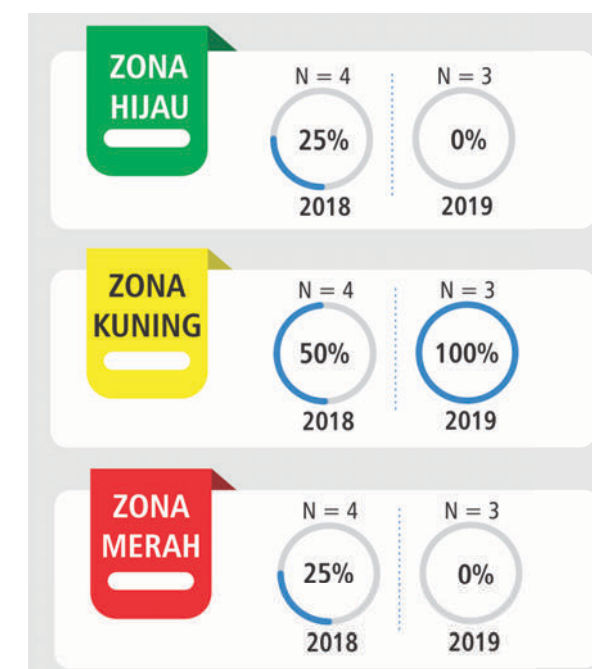 ZONA
HIJAU
N = 4
25%
2018
N = 3
0%
2019
ZONA
KUNING
N = 4
50%
2018
N = 3
100%
2019
ZONA
MERAH
N = 4
25%
2018
N = 3
0%
2019